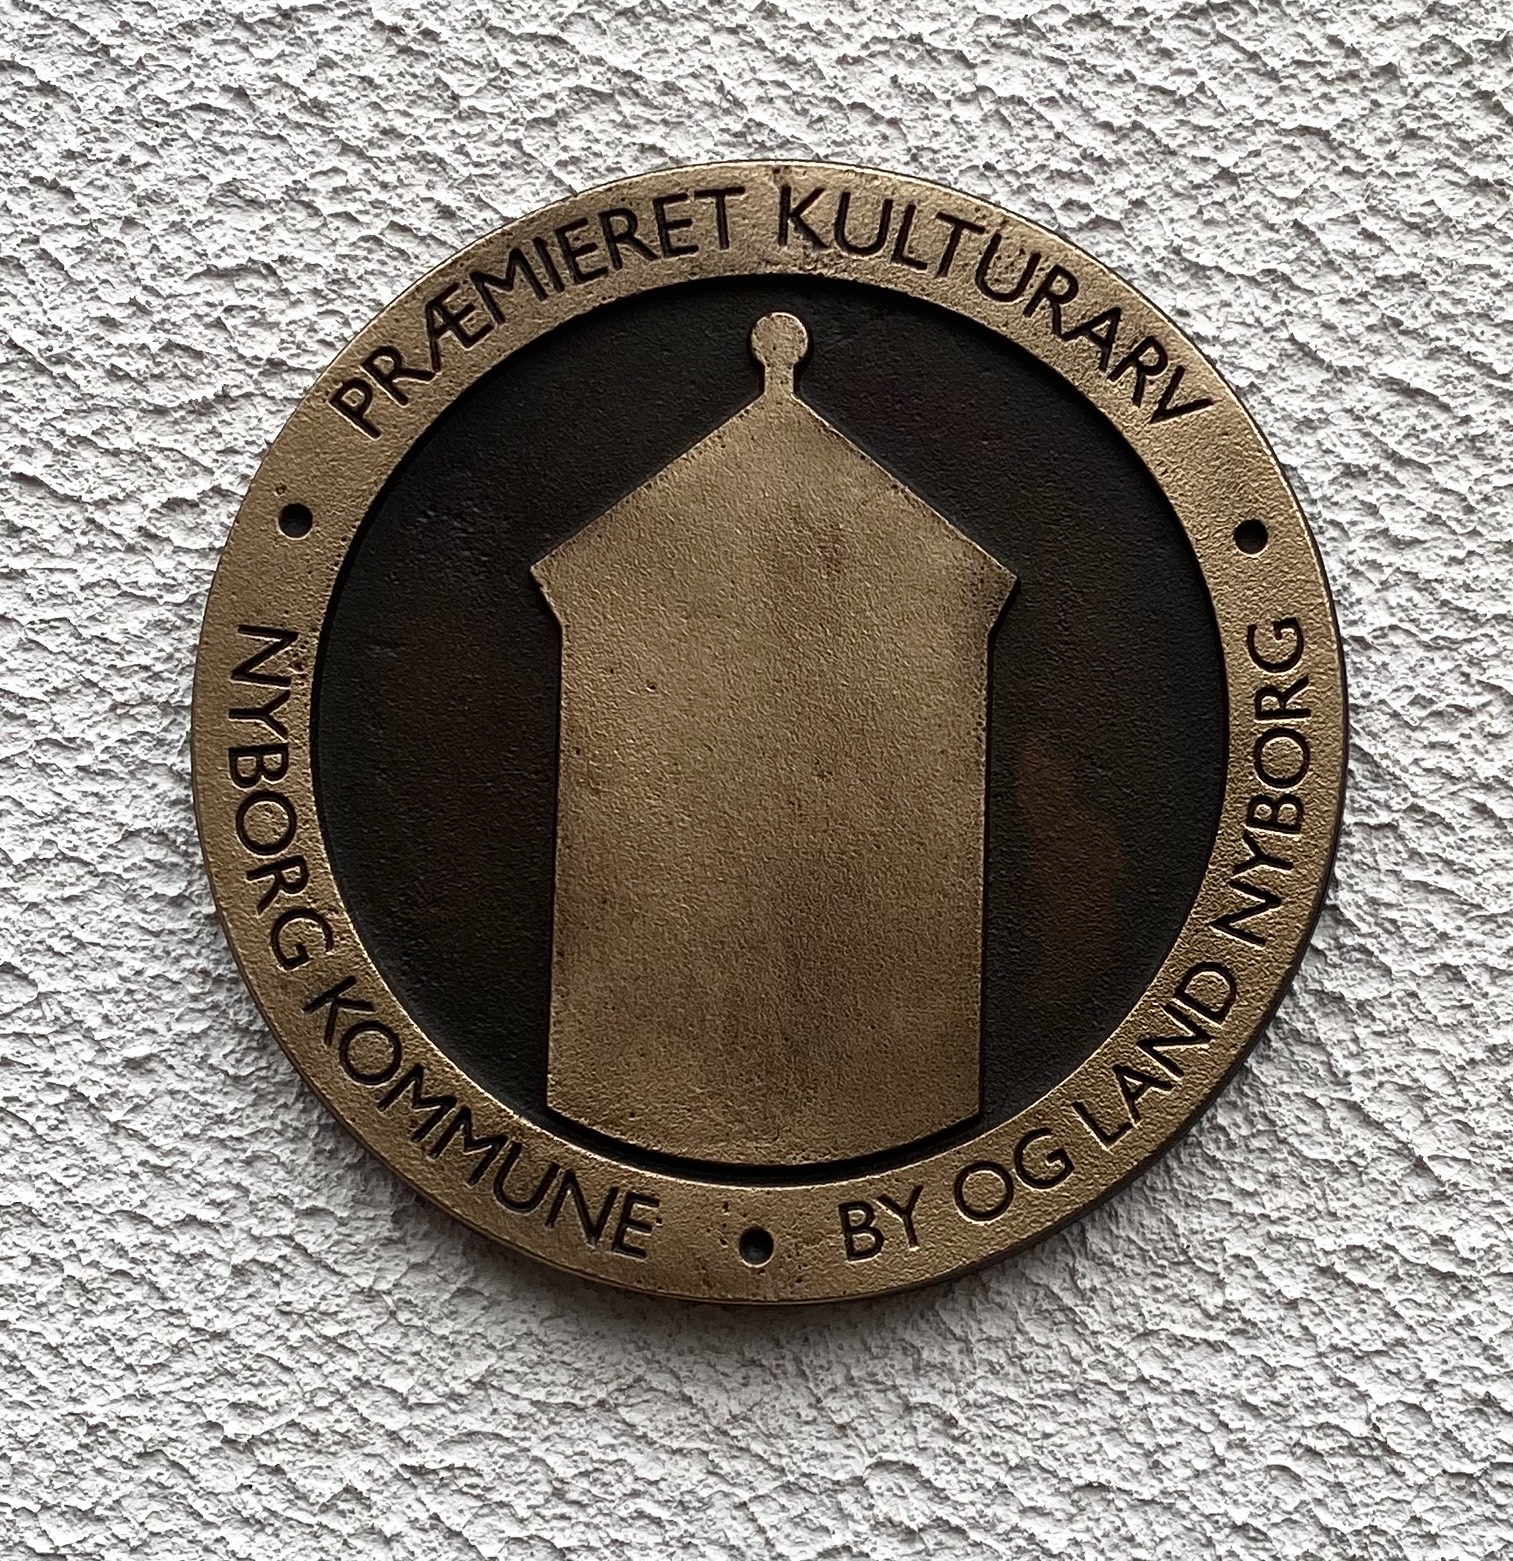 PRÆMIERET KULTURARV
NYBORG KOMMUNE
BY OG LAND NYBORG